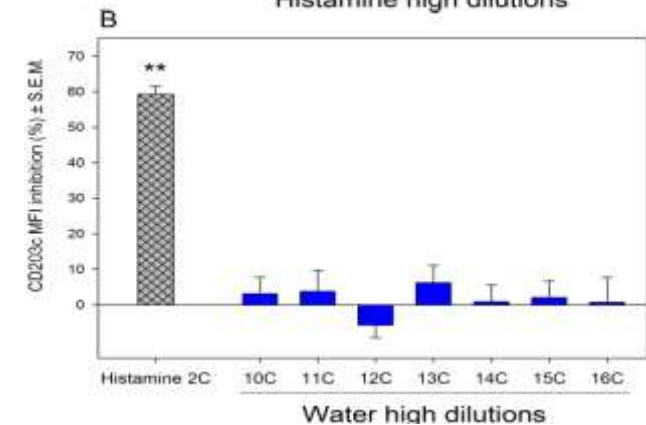 Histamine high dilutions
B
CD203c MFI inhibition (%) ± S.E.M.
70
60
50
40
30
20
10
0
**
Histamine 2C 10C 11C 12C 13C 14C 15C 16C
Water high dilutions